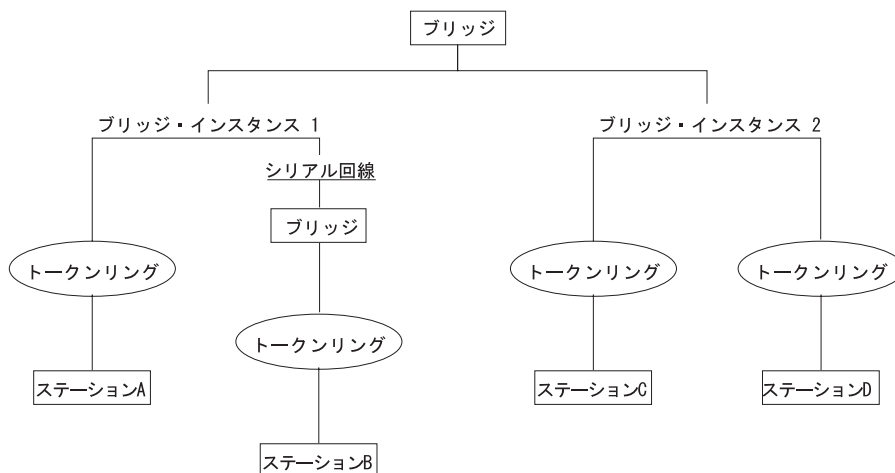 ブリッジ
ブリッジ・インスタンス 1
ブリッジ・インスタンス 2
シリアル回線
ブリッジ
トークンリング
トークンリング
トークンリング
トークンリング
ステーションA
ステーションC
ステーションD
ステーションB